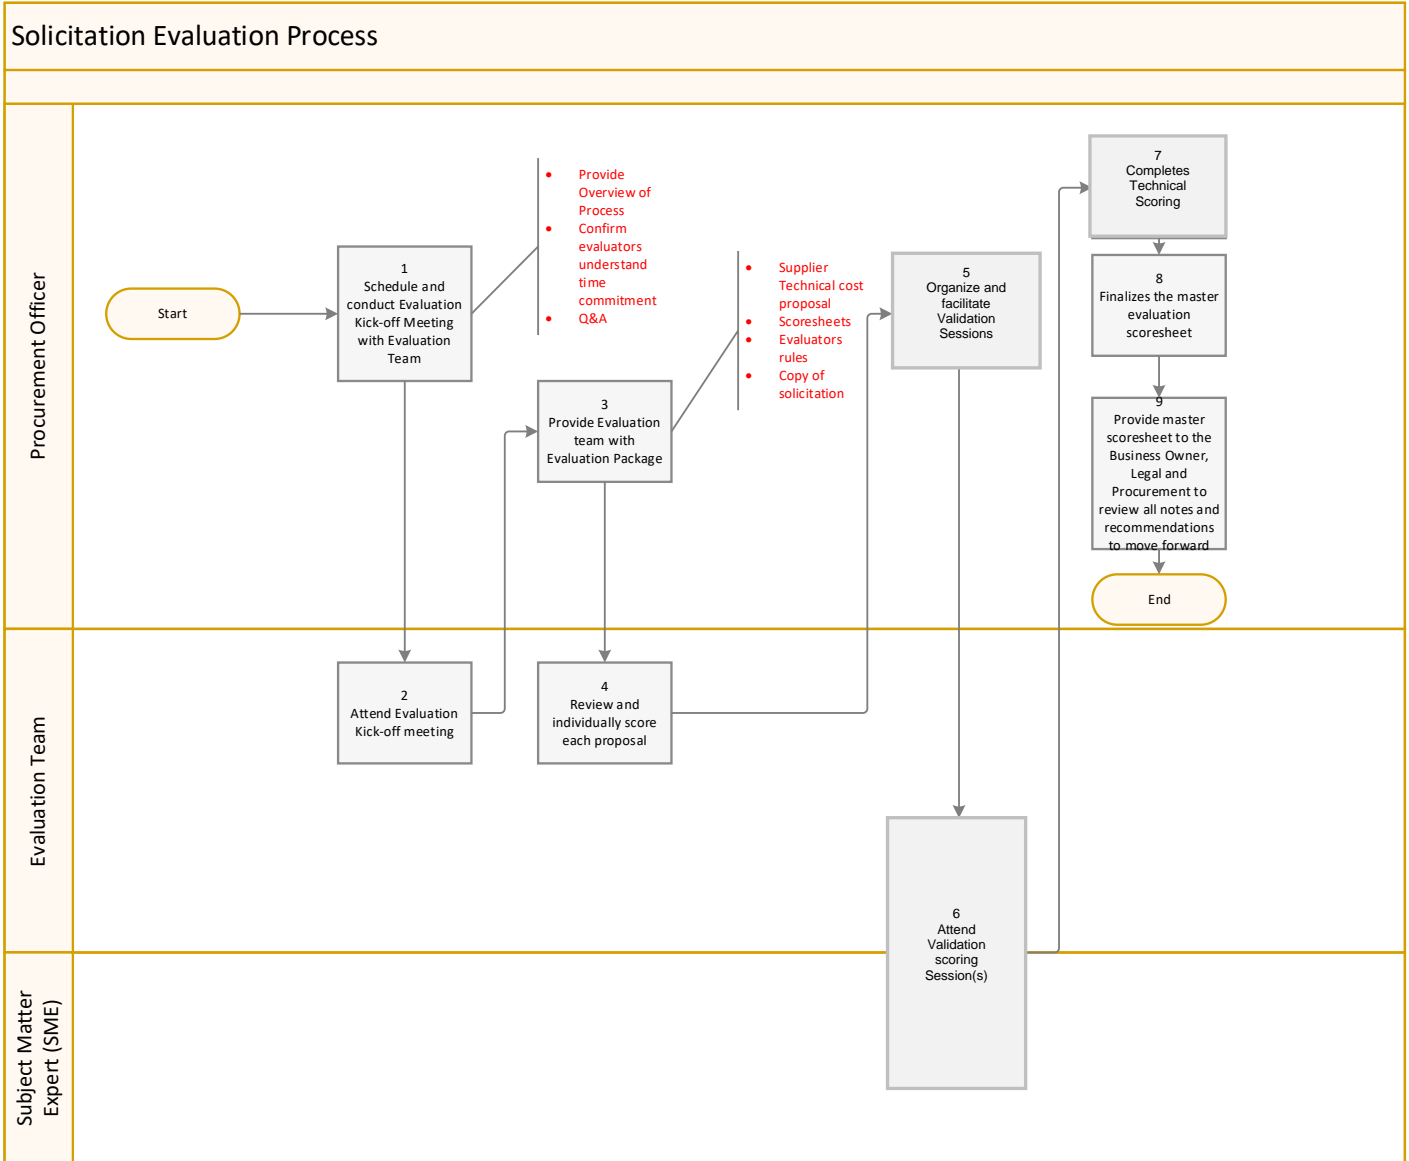 Solicitation Evaluation Process
Procurement Officer
Start
1
Schedule and
conduct Evaluation
Kick-off Meeting
with Evaluation
Team
• Provide
Overview of
Process
• Confirm
evaluators
understand
time
commitment
• Q&A
3
Provide Evaluation
team with
Evaluation Package
• Supplier
Technical cost
proposal
• Scoresheets
• Evaluators
rules
• Copy of
solicitation
5
Organize and
facilitate
Validation
Sessions
7
Completes
Technical
Scoring
8
Finalizes the master
evaluation
scoresheet
9
Provide master
scoresheet to the
Business Owner,
Legal and
Procurement to
review all notes and
recommendations
to move forward
End
Evaluation Team
2
Attend Evaluation
Kick-off meeting
4
Review and
individually score
each proposal
6
Attend
Validation
scoring
Session(s)
Subject Matter
Expert (SME)